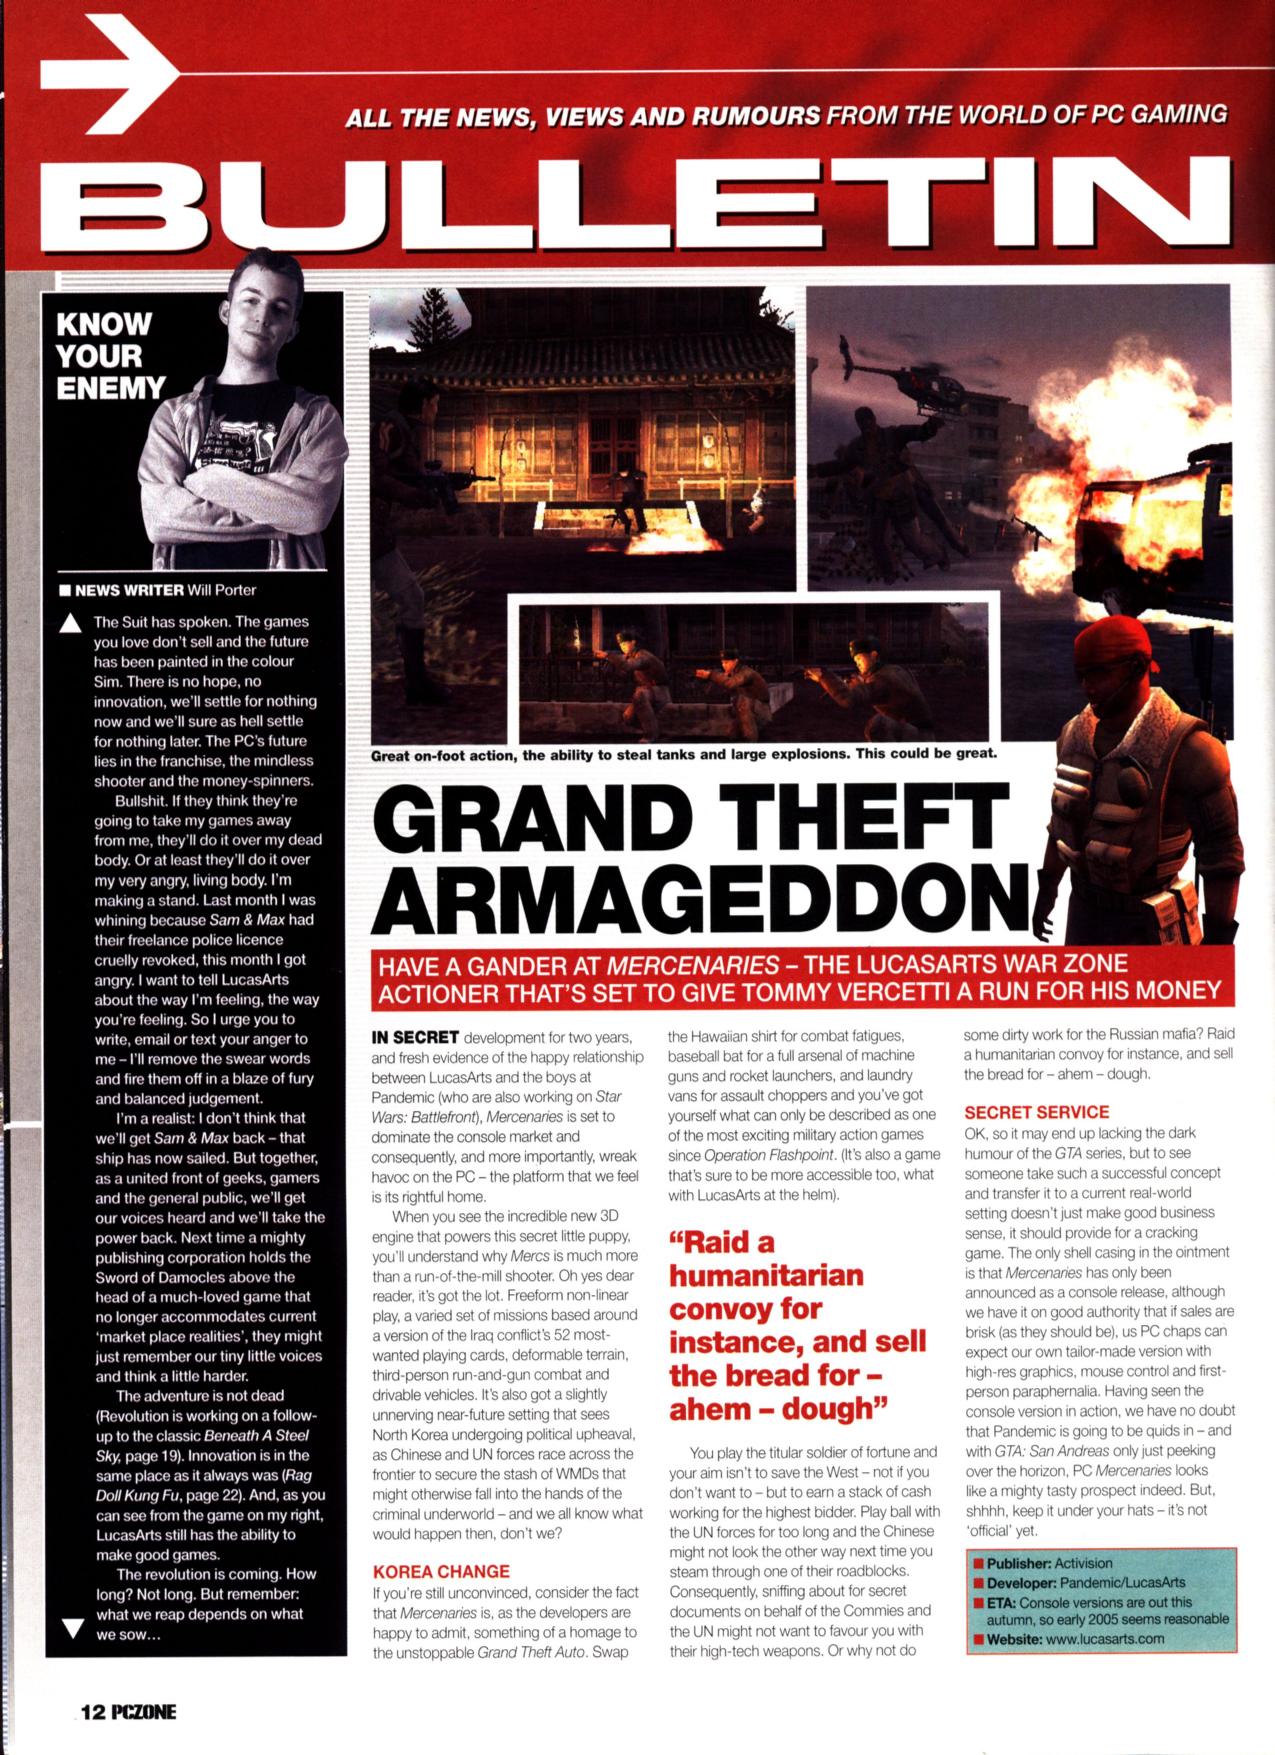 ALL THE NEWS, VIEWS AND RUMOURS FROM THE WORLD OF PC GAMING
BULLETIN
KNOW
YOUR
ENEMY
■ NEWS WRITER Will Porter
The Suit has spoken. The games
you love don't sell and the future
has been painted in the colour
Sim. There is no hope, no
innovation, we'll settle for nothing
now and we'll sure as hell settle
for nothing later. The PC's future
lies in the franchise, the mindless
shooter and the money-spinners.
Bullshit. If they think they're
going to take my games away
from me, they'll do it over my dead
body. Or at least they'll do it over
my very angry, living body. I'm
making a stand. Last month I was
whining because Sam & Max had
their freelance police licence
cruelly revoked, this month I got
angry. I want to tell LucasArts
about the way I'm feeling, the way
you're feeling. So I urge you to
write, email or text your anger to
me – I'll remove the swear words
and fire them off in a blaze of fury
and balanced judgement.
I'm a realist: I don't think that
we'll get Sam & Max back – that
ship has now sailed. But together,
as a united front of geeks, gamers
and the general public, we'll get
our voices heard and we'll take the
power back. Next time a mighty
publishing corporation holds the
Sword of Damocles above the
head of a much-loved game that
no longer accommodates current
'market place realities', they might
just remember our tiny little voices
and think a little harder.
The adventure is not dead
(Revolution is working on a follow-
up to the classic Beneath A Steel
Sky, page 19). Innovation is in the
same place as it always was (Rag
Doll Kung Fu, page 22). And, as you
can see from the game on my right,
LucasArts still has the ability to
make good games.
The revolution is coming. How
long? Not long. But remember:
what we reap depends on what
we sow...
Great on-foot action, the ability to steal tanks and large explosions. This could be great.
GRAND THEFT
ARMAGEDDON
HAVE A GANDER AT MERCENARIES – THE LUCASARTS WAR ZONE
ACTIONER THAT'S SET TO GIVE TOMMY VERCETTI A RUN FOR HIS MONEY
IN SECRET development for two years,
and fresh evidence of the happy relationship
between LucasArts and the boys at
Pandemic (who are also working on Star
Wars: Battlefront), Mercenaries is set to
dominate the console market and
consequently, and more importantly, wreak
havoc on the PC – the platform that we feel
is its rightful home.
When you see the incredible new 3D
engine that powers this secret little puppy,
you'll understand why Mercs is much more
than a run-of-the-mill shooter. Oh yes dear
reader, it's got the lot. Freeform non-linear
play, a varied set of missions based around
a version of the Iraq conflict's 52 most-
wanted playing cards, deformable terrain,
third-person run-and-gun combat and
drivable vehicles. It's also got a slightly
unnerving near-future setting that sees
North Korea undergoing political upheaval,
as Chinese and UN forces race across the
frontier to secure the stash of WMDs that
might otherwise fall into the hands of the
criminal underworld – and we all know what
would happen then, don't we?
KOREA CHANGE
If you're still unconvinced, consider the fact
that Mercenaries is, as the developers are
happy to admit, something of a homage to
the unstoppable Grand Theft Auto. Swap
the Hawaiian shirt for combat fatigues,
baseball bat for a full arsenal of machine
guns and rocket launchers, and laundry
vans for assault choppers and you've got
yourself what can only be described as one
of the most exciting military action games
since Operation Flashpoint. (It's also a game
that's sure to be more accessible too, what
with LucasArts at the helm).
"Raid a
humanitarian
convoy for
instance, and sell
the bread for –
ahem – dough"
You play the titular soldier of fortune and
your aim isn't to save the West – not if you
don't want to – but to earn a stack of cash
working for the highest bidder. Play ball with
the UN forces for too long and the Chinese
might not look the other way next time you
steam through one of their roadblocks.
Consequently, sniffing about for secret
documents on behalf of the Commies and
the UN might not want to favour you with
their high-tech weapons. Or why not do
some dirty work for the Russian mafia? Raid
a humanitarian convoy for instance, and sell
the bread for – ahem – dough.
SECRET SERVICE
OK, so it may end up lacking the dark
humour of the GTA series, but to see
someone take such a successful concept
and transfer it to a current real-world
setting doesn't just make good business
sense, it should provide for a cracking
game. The only shell casing in the ointment
is that Mercenaries has only been
announced as a console release, although
we have it on good authority that if sales are
brisk (as they should be), us PC chaps can
expect our own tailor-made version with
high-res graphics, mouse control and first-
person paraphernalia. Having seen the
console version in action, we have no doubt
that Pandemic is going to be quids in – and
with GTA: San Andreas only just peeking
over the horizon, PC Mercenaries looks
like a mighty tasty prospect indeed. But,
shhhh, keep it under your hats – it's not
'official' yet.
■ Publisher: Activision
■ Developer: Pandemic/LucasArts
■ ETA: Console versions are out this
autumn, so early 2005 seems reasonable
■ Website: www.lucasarts.com
12 PCZONE